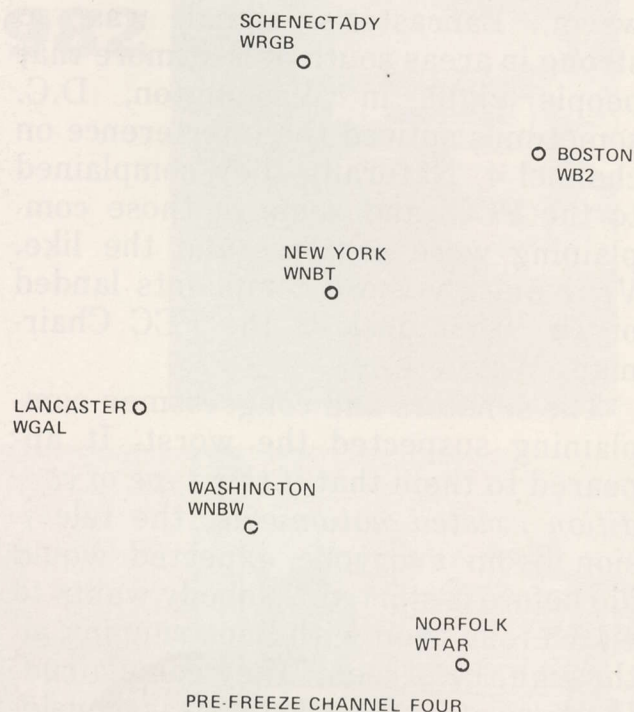 SCHENECTADY
WRGB
BOSTON
WB2
NEW YORK
WNBT
LANCASTER
WGAL
WASHINGTON
WNBW
NORFOLK
WTAR
PRE-FREEZE CHANNEL FOUR